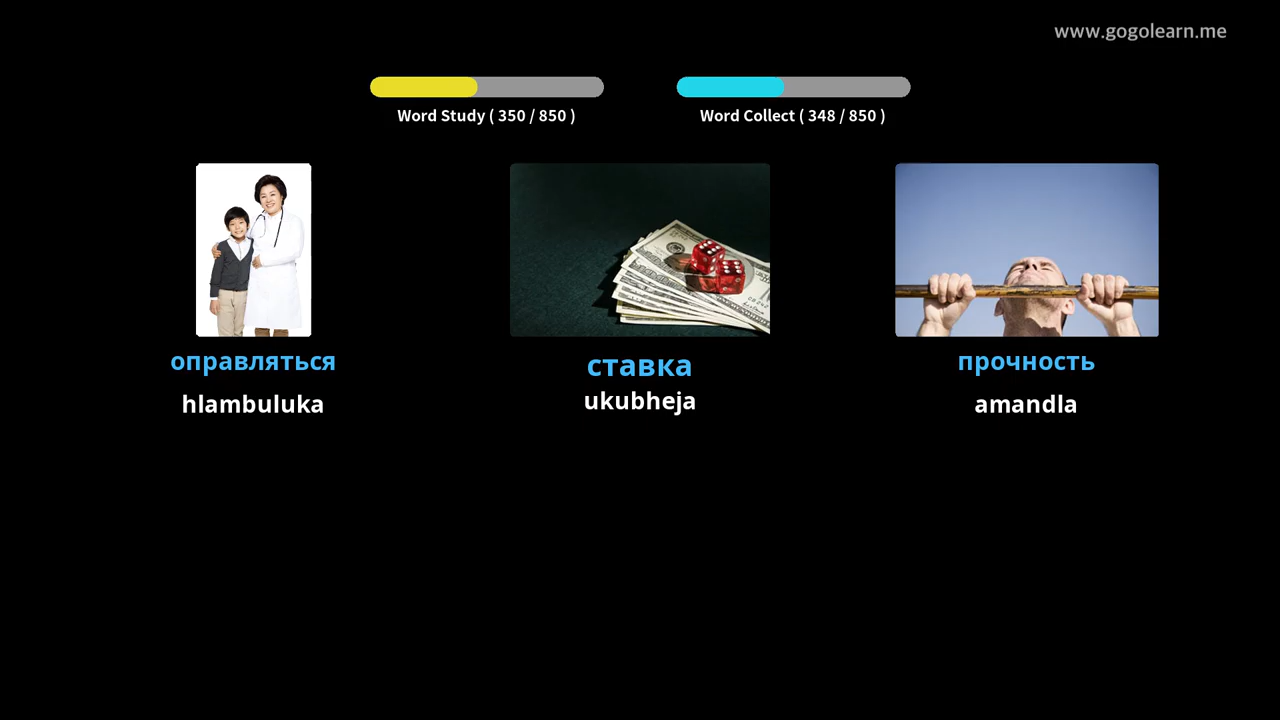 www.gogolearn.me
Word Study ( 350 / 850 )
Word Collect ( 348 / 850 )
оправляться
hlambuluka
ставка
ukubheja
прочность
amandla